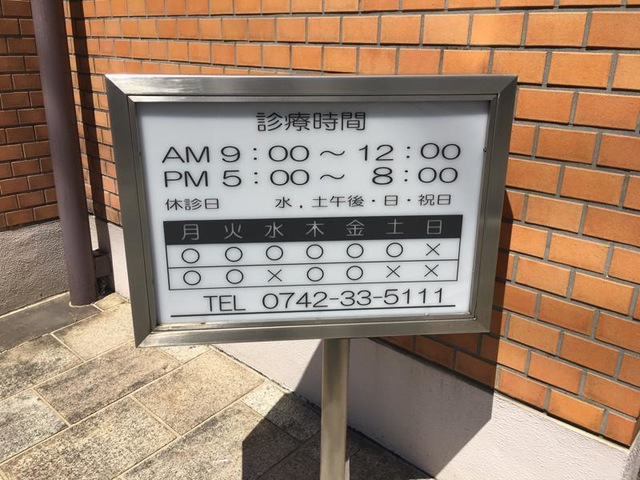 診療時間
AM 9：00～12：00
PM 5：00～ 8：00
休診日 水，土午後・日・祝日
月 火 水 木 金 土 日
○ ○ ○ ○ ○ ○ ×
○ ○ × ○ ○ × ×
TEL 0742-33-5111